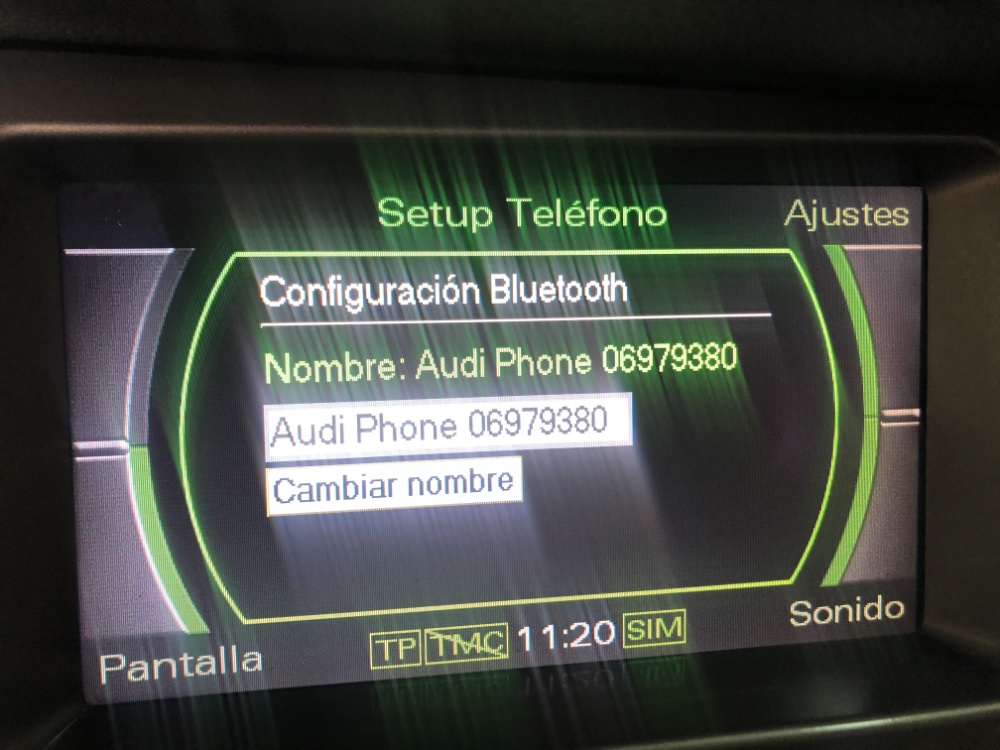 Setup Teléfono
Ajustes
Configuración Bluetooth
Nombre: Audi Phone 06979380
Audi Phone 06979380
Cambiar nombre
Pantalla
TP TMC 11:20 SIM
Sonido